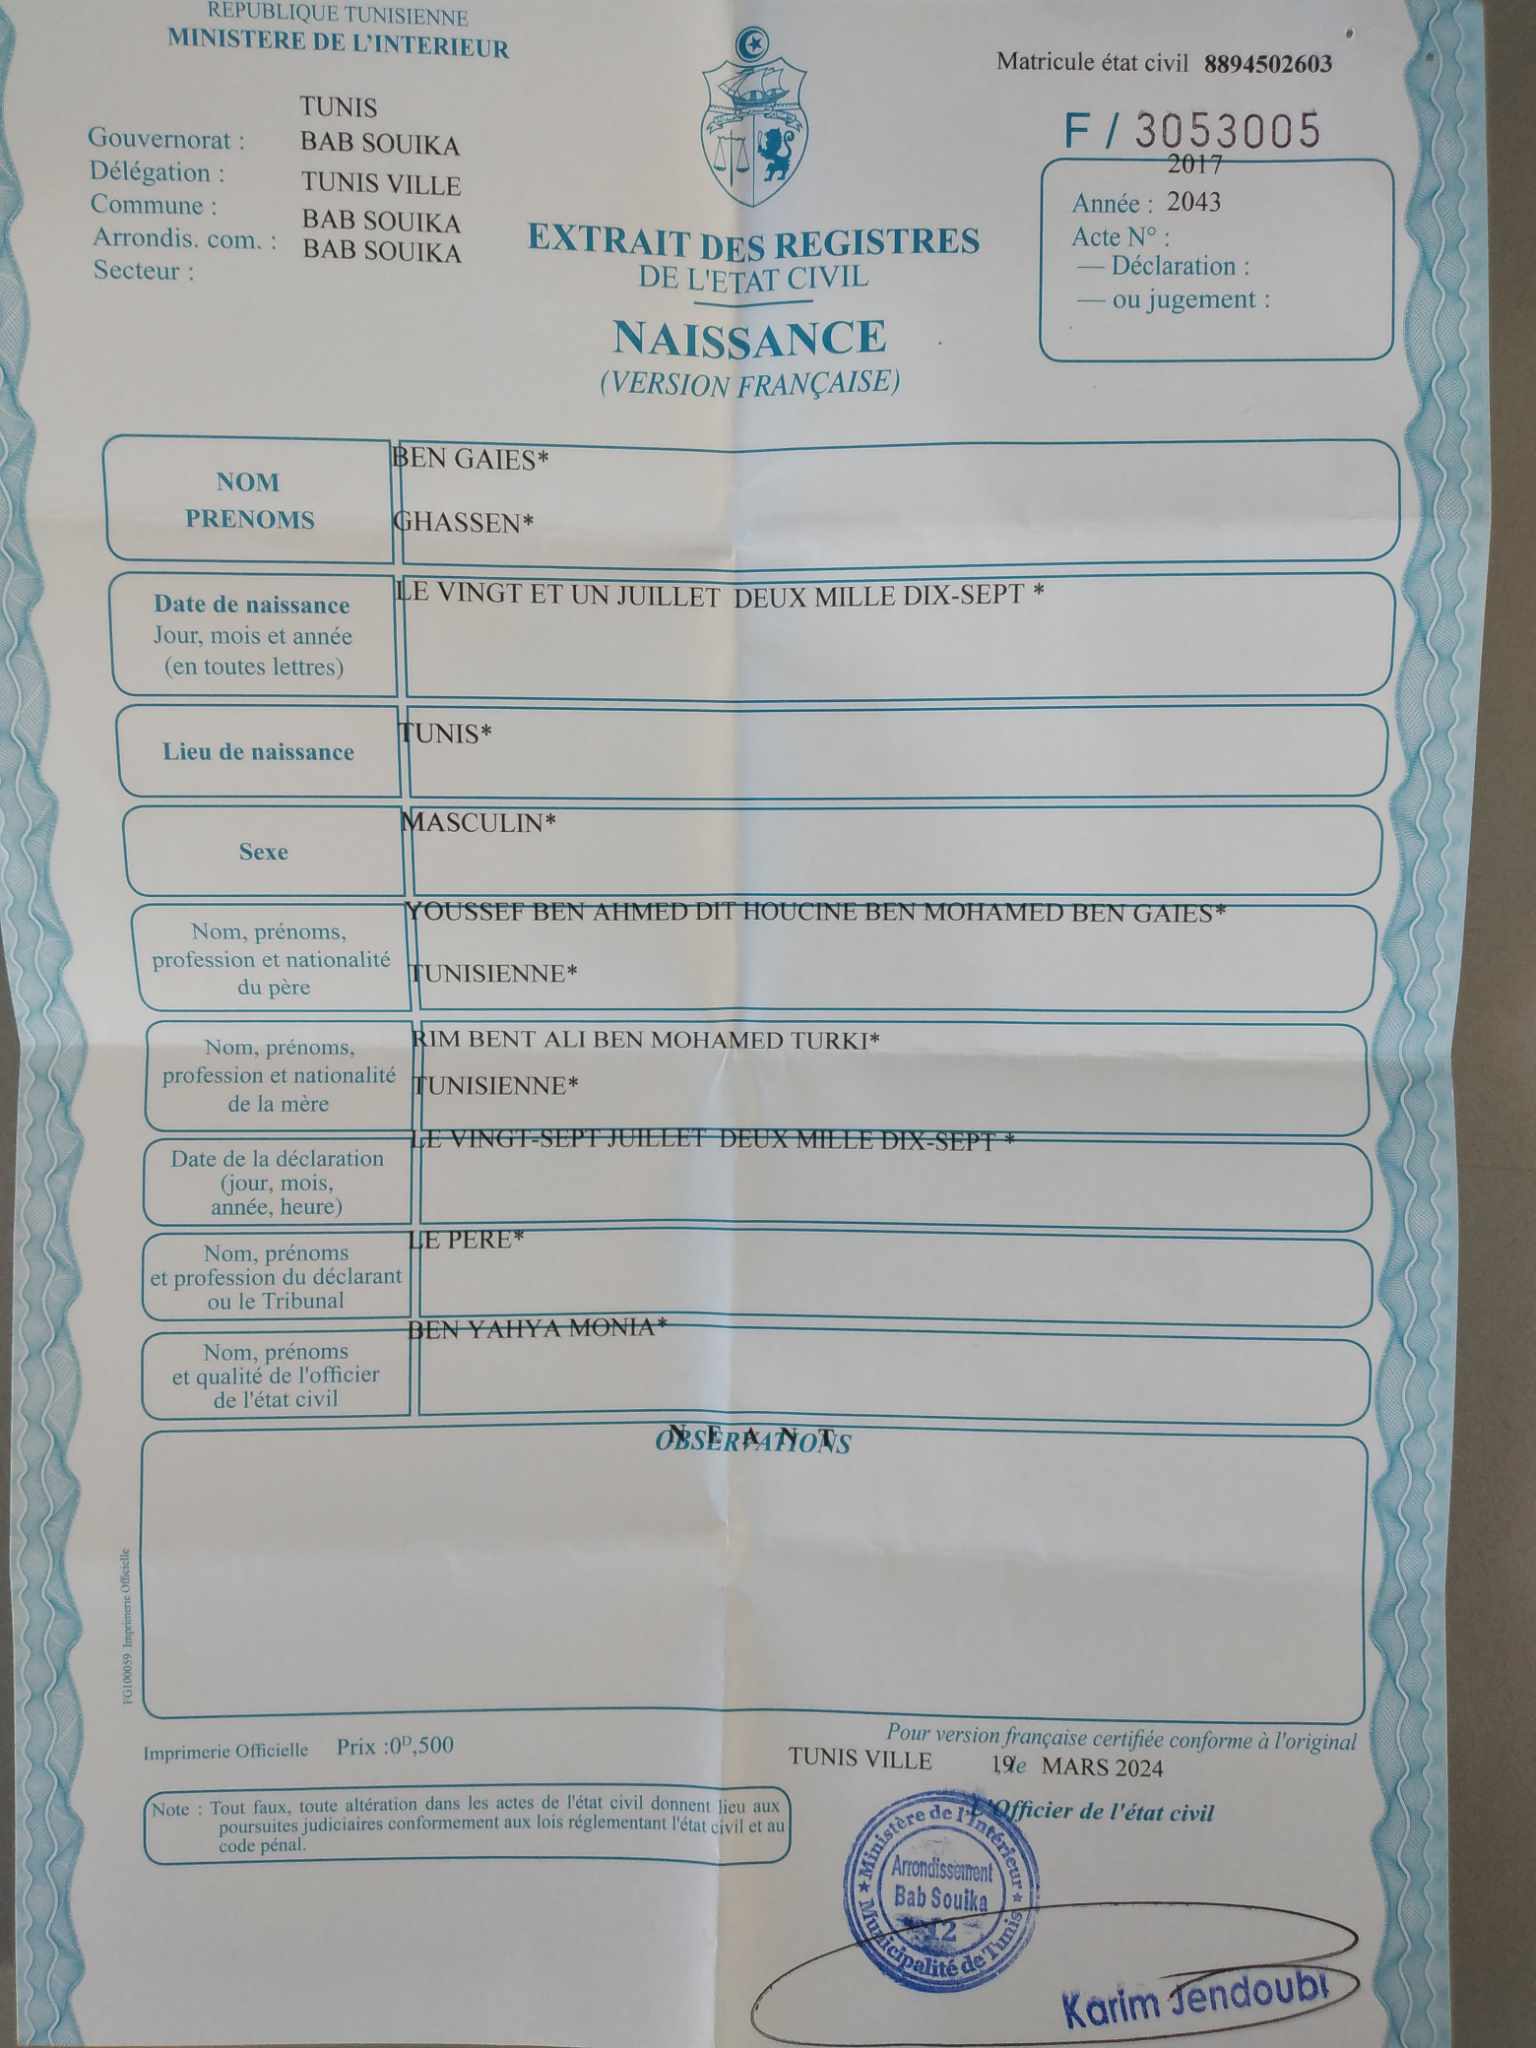 REPUBLIQUE TUNISIENNE
MINISTERE DE L'INTERIEUR
Matricule état civil 8894502603
F / 3053005
TUNIS
Gouvernorat : BAB SOUIKA
Délégation : TUNIS VILLE
Commune : BAB SOUIKA
Arrondis. com. : BAB SOUIKA
Secteur :
2017
Année : 2043
Acte N° :
— Déclaration :
— ou jugement :
EXTRAIT DES REGISTRES
DE L'ETAT CIVIL
NAISSANCE
(VERSION FRANÇAISE)
NOM
PRENOMS
BEN GAIES*
GHASSEN*
Date de naissance
Jour, mois et année
(en toutes lettres)
LE VINGT ET UN JUILLET DEUX MILLE DIX-SEPT *
Lieu de naissance
TUNIS*
Sexe
MASCULIN*
Nom, prénoms,
profession et nationalité
du père
YOUSSEF BEN AHMED DIT HOUCINE BEN MOHAMED BEN GAIES*
TUNISIENNE*
Nom, prénoms,
profession et nationalité
de la mère
RIM BENT ALI BEN MOHAMED TURKI*
TUNISIENNE*
Date de la déclaration
(jour, mois,
année, heure)
LE VINGT-SEPT JUILLET DEUX MILLE DIX-SEPT *
Nom, prénoms
et profession du déclarant
ou le Tribunal
LE PERE*
Nom, prénoms
et qualité de l'officier
de l'état civil
BEN YAHYA MONIA*
N E A N T
OBSERVATIONS
FG100059 Imprimerie Officielle
Imprimerie Officielle Prix :0D,500
Pour version française certifiée conforme à l'original
TUNIS VILLE 19 le MARS 2024
L'Officier de l'état civil
Note : Tout faux, toute altération dans les actes de l'état civil donnent lieu aux
poursuites judiciaires conformement aux lois réglementant l'état civil et au
code pénal.
Ministère de l'Intérieur
Arrondissement
Bab Souika
12
Municipalité de Tunis
Karim Jendoubi